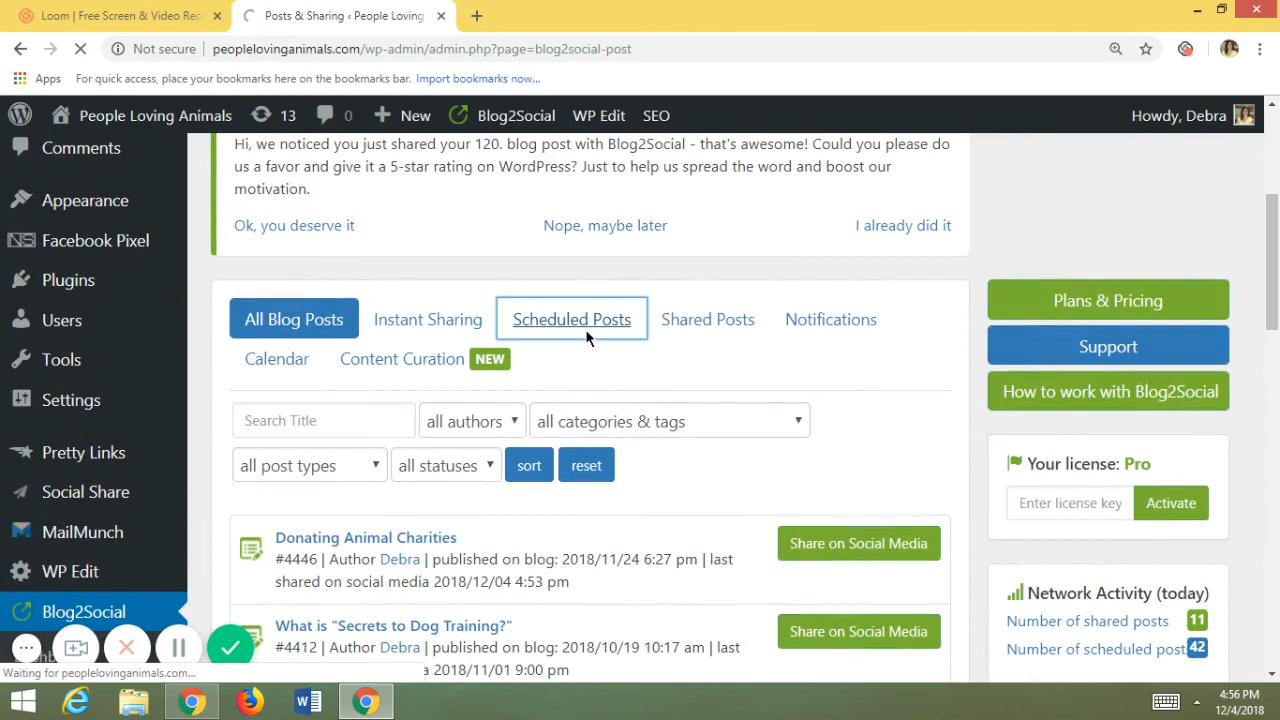 Loom | Free Screen & Video Rec
Posts & Sharing ‹ People Loving
Not secure
peoplelovinganimals.com/wp-admin/admin.php?page=blog2social-post
Apps
For quick access, place your bookmarks here on the bookmarks bar. Import bookmarks now...
People Loving Animals
13
0
New
Blog2Social
WP Edit
SEO
Howdy, Debra
Comments
Appearance
Facebook Pixel
Plugins
Users
Tools
Settings
Pretty Links
Social Share
MailMunch
WP Edit
Blog2Social
Hi, we noticed you just shared your 120. blog post with Blog2Social - that's awesome! Could you please do
us a favor and give it a 5-star rating on WordPress? Just to help us spread the word and boost our
motivation.
Ok, you deserve it
Nope, maybe later
I already did it
All Blog Posts
Instant Sharing
Scheduled Posts
Shared Posts
Notifications
Calendar
Content Curation NEW
Search Title
all authors
all categories & tags
all post types
all statuses
sort
reset
Donating Animal Charities
#4446 | Author Debra | published on blog: 2018/11/24 6:27 pm | last
shared on social media 2018/12/04 4:53 pm
Share on Social Media
What is "Secrets to Dog Training?"
#4412 | Author Debra | published on blog: 2018/10/19 10:17 am | last
a 2018/11/01 9:00 pm
Share on Social Media
Plans & Pricing
Support
How to work with Blog2Social
Your license: Pro
Enter license key
Activate
Network Activity (today)
Number of shared posts 11
Number of scheduled post 42
Waiting for peoplelovinganimals.com...
4:56 PM
12/4/2018